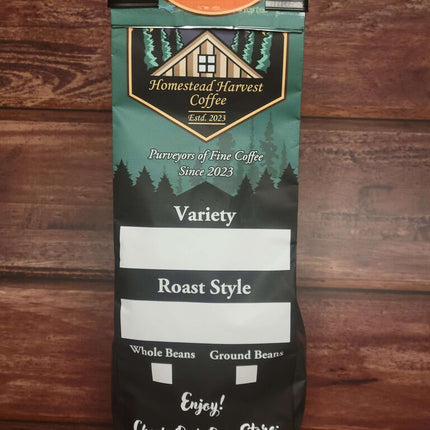 Homestead Harvest
Coffee
Estd. 2023
Purveyors of Fine Coffee
Since 2023
Variety
Roast Style
Whole Beans Ground Beans
Enjoy!
Store: